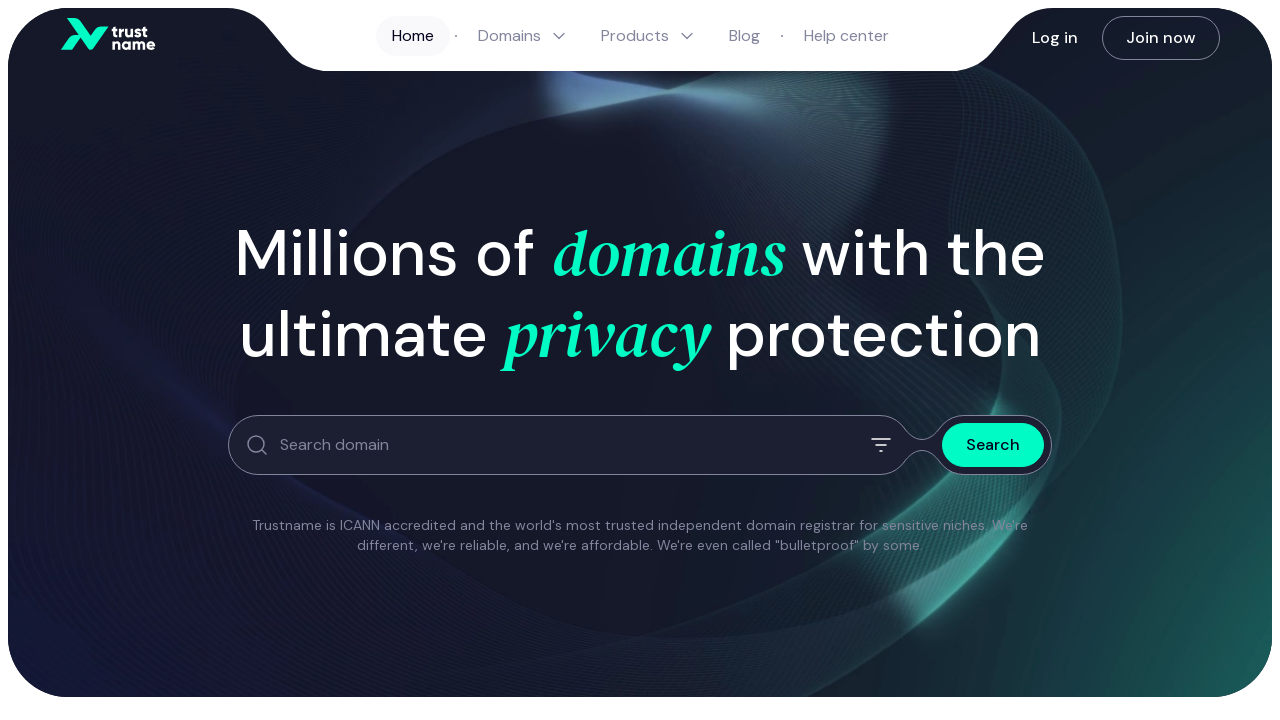 trust
name
Home
Domains
Products
Blog
Help center
Log in
Join now
Millions of domains with the
ultimate privacy protection
Search domain
Search
Trustname is ICANN accredited and the world's most trusted independent domain registrar for sensitive niches. We're
different, we're reliable, and we're affordable. We're even called "bulletproof" by some.